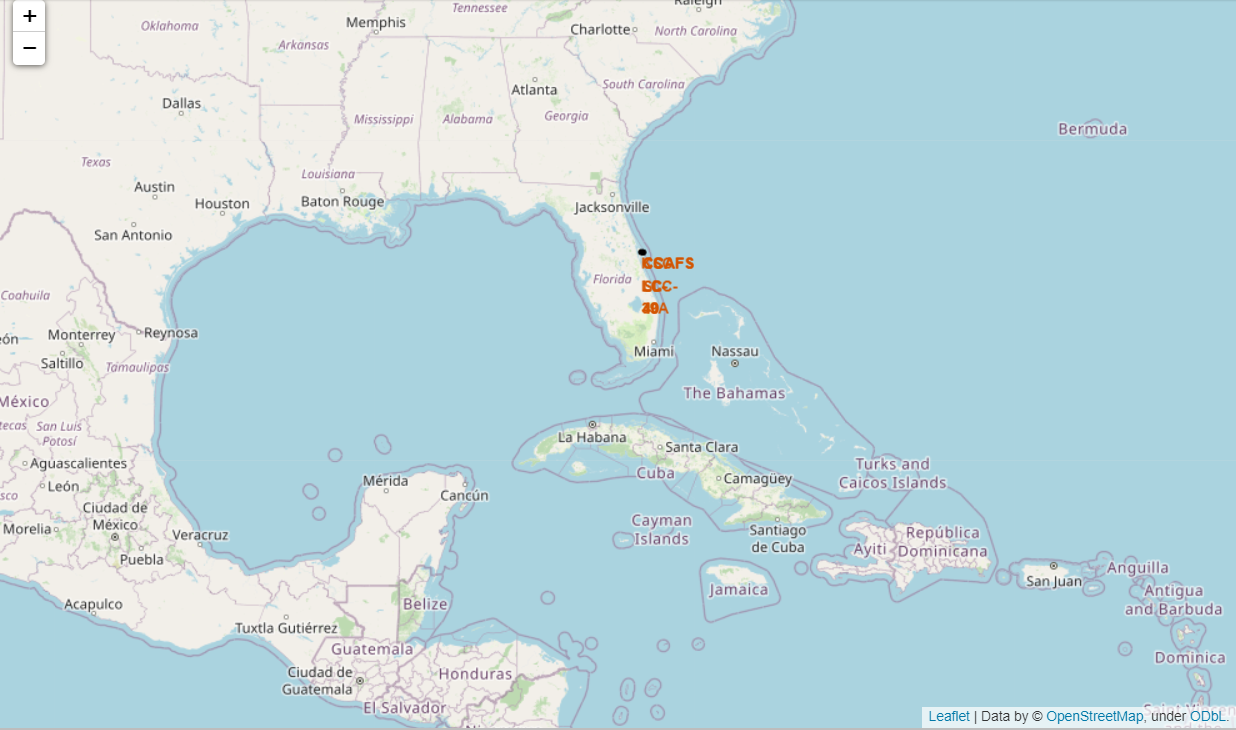 +
−
Memphis
Tennessee
Oklahoma
Arkansas
Charlotte
North Carolina
Dallas
Atlanta
South Carolina
Mississippi
Alabama
Georgia
Bermuda
Texas
Louisiana
Austin
Houston
Baton Rouge
Jacksonville
San Antonio
Florida
Coahuila
Monterrey
Reynosa
Saltillo
Tamaulipas
Miami
Nassau
The Bahamas
México
San Luis
Potosí
La Habana
Santa Clara
Cuba
Camagüey
Turks and
Caicos Islands
Aguascalientes
León
Mérida
Cancún
Ciudad de
México
Morelia
Veracruz
Puebla
Cayman
Islands
Santiago
de Cuba
Ayiti
República
Dominicana
San Juan
Anguilla
Antigua
and Barbuda
Jamaica
Acapulco
Belize
Tuxtla Gutiérrez
Guatemala
Ciudad de
Guatemala
Honduras
El Salvador
Dominica
Leaflet | Data by © OpenStreetMap, under ODbL.